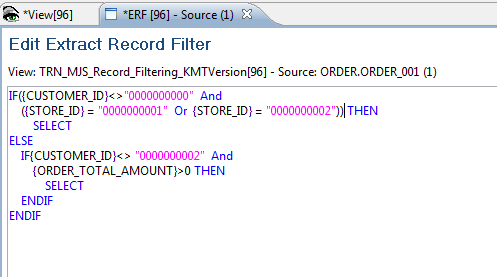 *View[96] *ERF [96] - Source (1)
Edit Extract Record Filter
View: TRN_MJS_Record_Filtering_KMTVersion[96] - Source: ORDER.ORDER_001 (1)
IF({CUSTOMER_ID}<>"0000000000" And
({STORE_ID} = "0000000001" Or {STORE_ID} = "0000000002")) THEN
SELECT
ELSE
IF{CUSTOMER_ID}<> "0000000002" And
{ORDER_TOTAL_AMOUNT}>0 THEN
SELECT
ENDIF
ENDIF